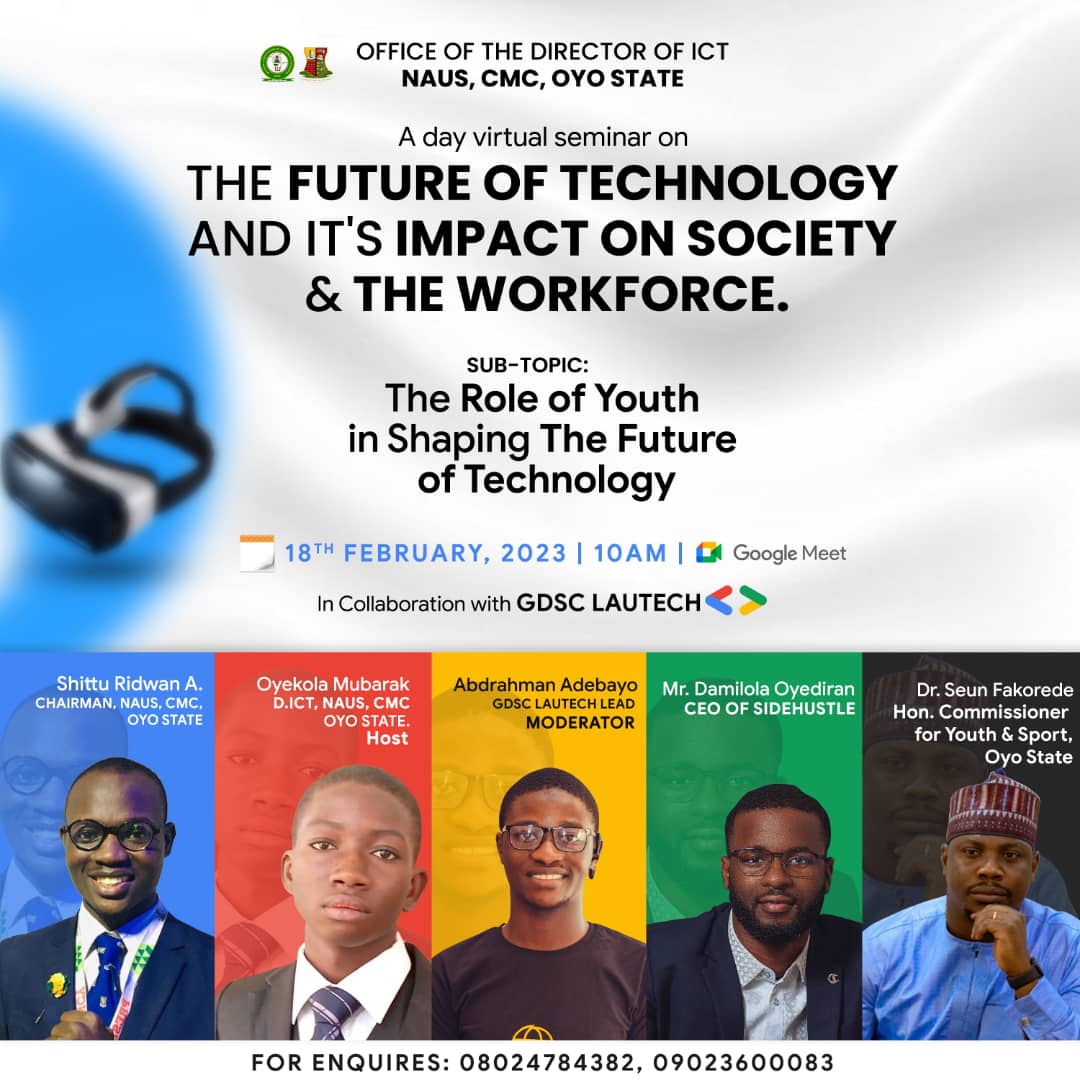 OFFICE OF THE DIRECTOR OF ICT
NAUS, CMC, OYO STATE
A day virtual seminar on
THE FUTURE OF TECHNOLOGY
AND IT'S IMPACT ON SOCIETY
& THE WORKFORCE.
SUB-TOPIC:
The Role of Youth
in Shaping The Future
of Technology
18TH FEBRUARY, 2023 | 10AM | Google Meet
In Collaboration with GDSC LAUTECH
Shittu Ridwan A.
CHAIRMAN, NAUS, CMC,
OYO STATE
Oyekola Mubarak
D.ICT, NAUS, CMC
OYO STATE.
Host
Abdrahman Adebayo
GDSC LAUTECH LEAD
MODERATOR
Mr. Damilola Oyediran
CEO OF SIDEHUSTLE
Dr. Seun Fakorede
Hon. Commissioner
for Youth & Sport,
Oyo State
FOR ENQUIRES: 08024784382, 09023600083